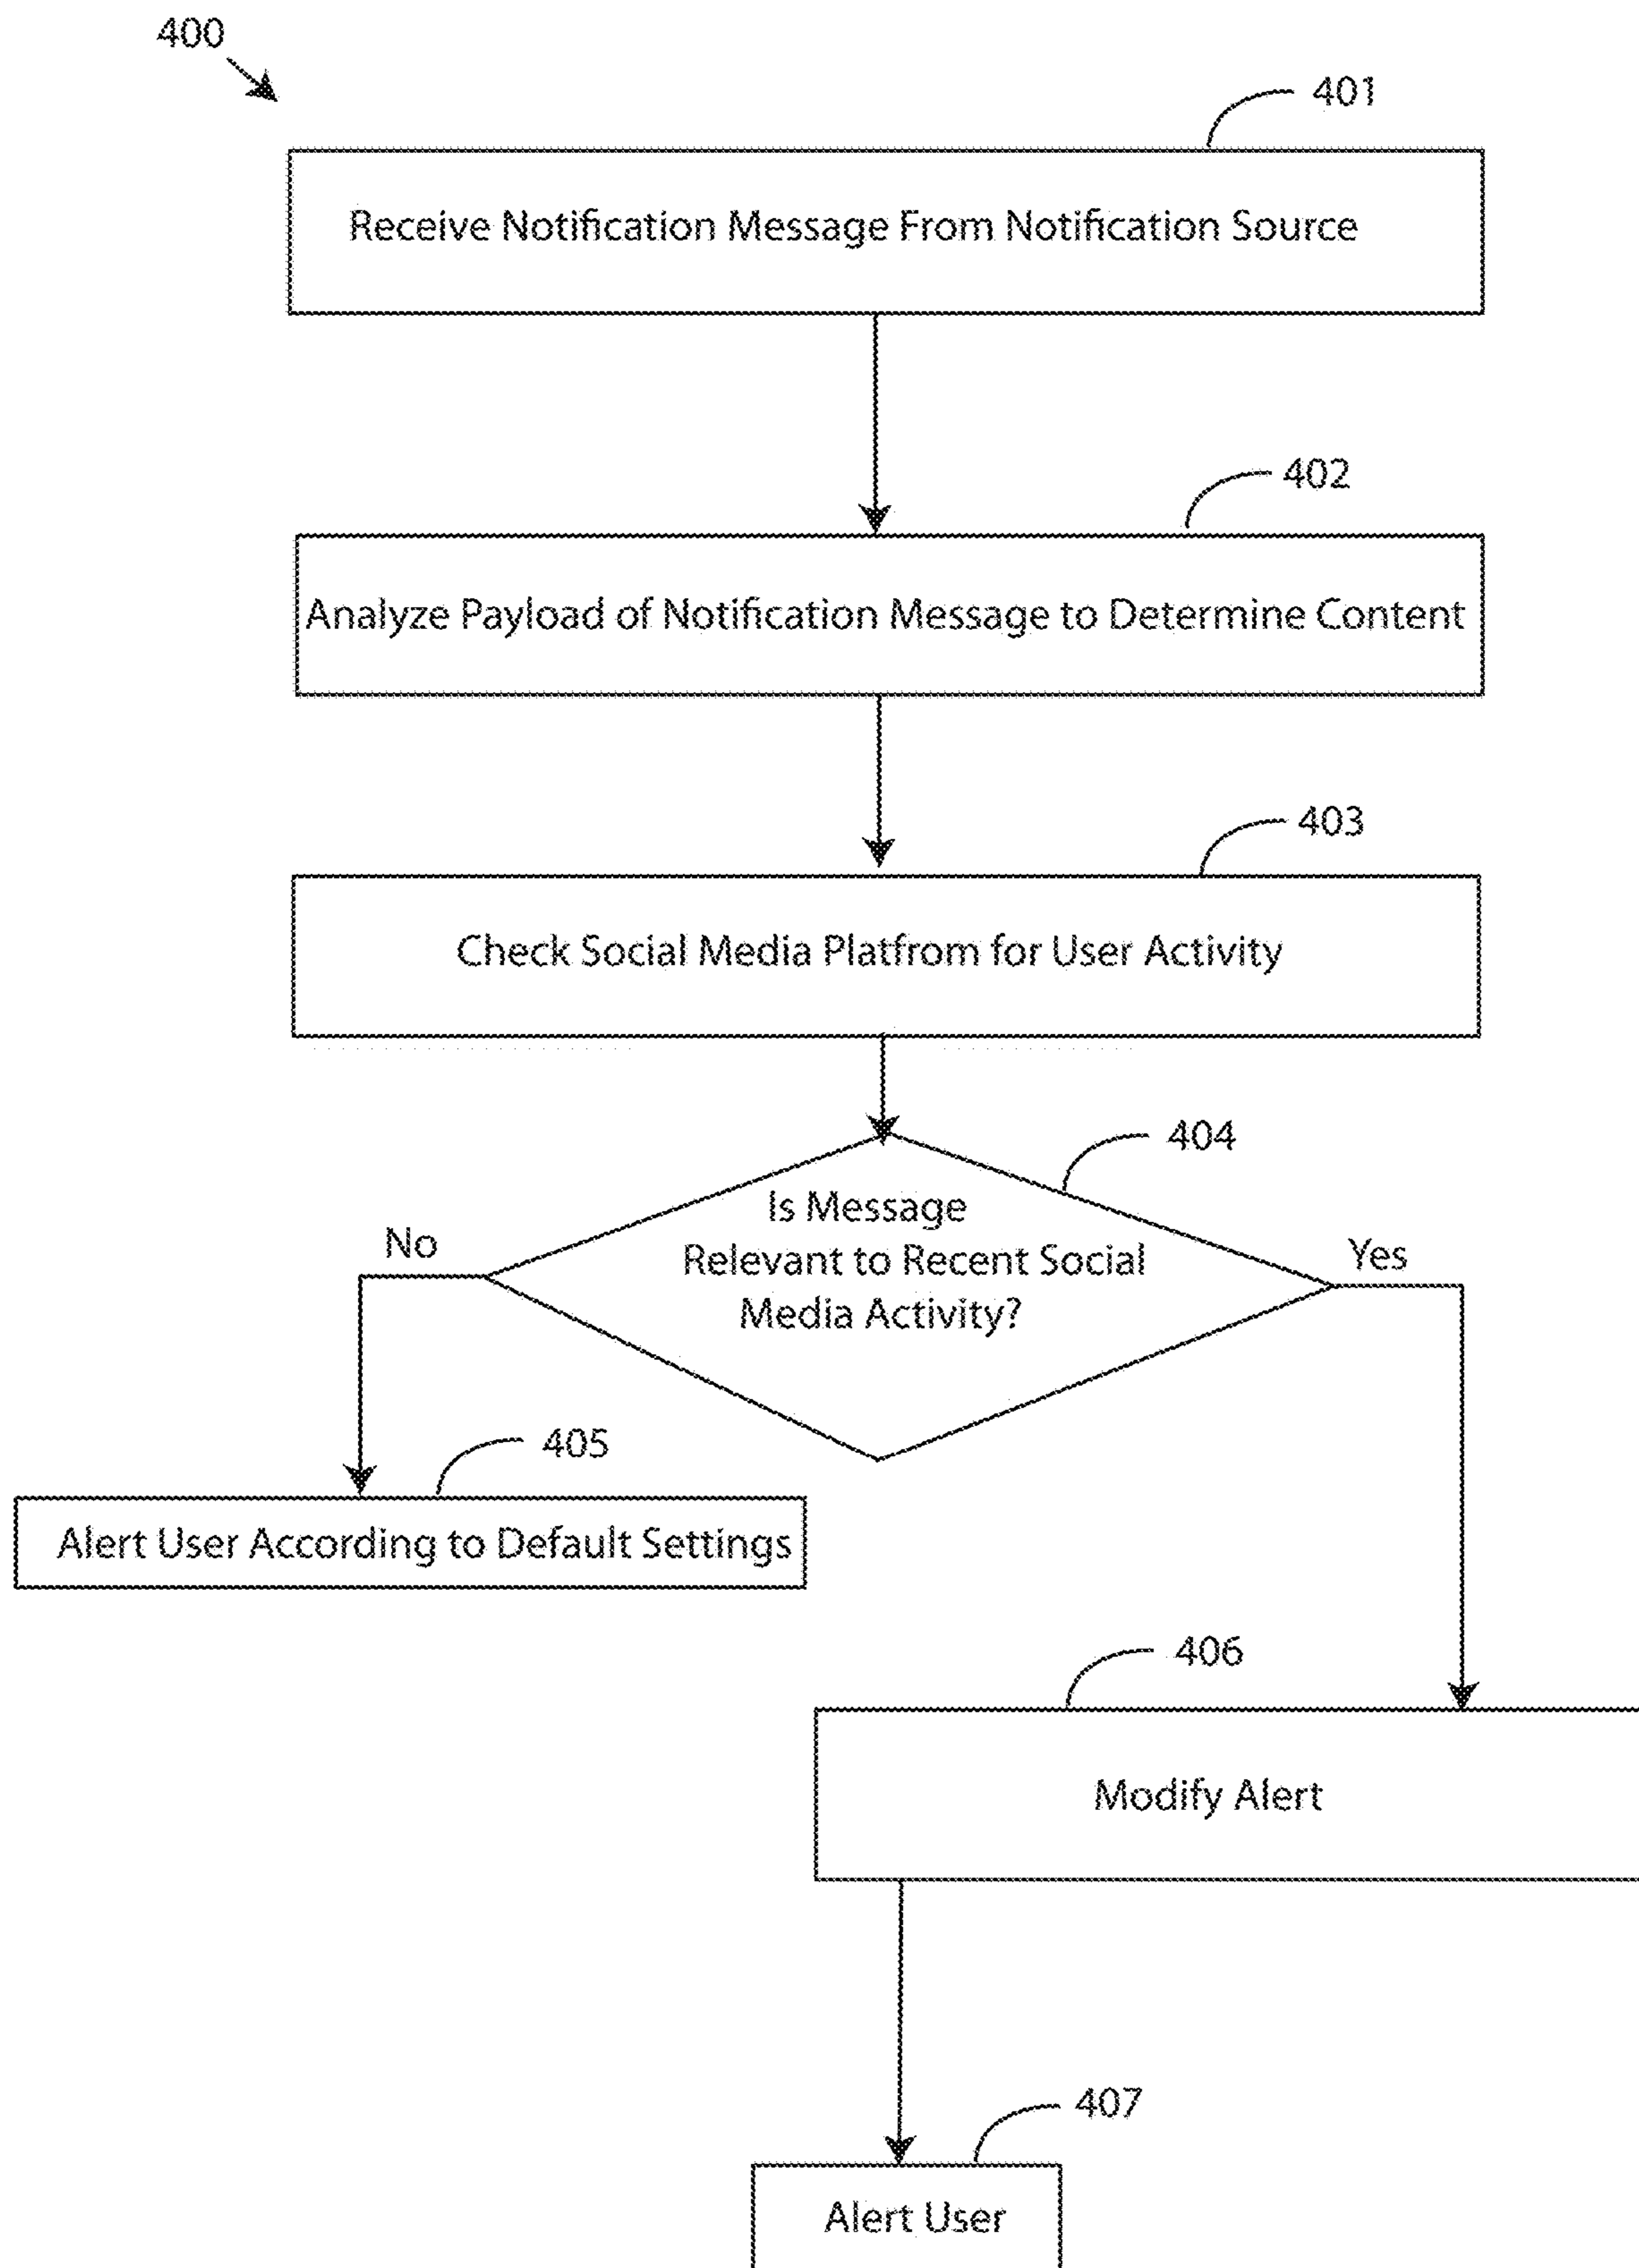 400
401
Receive Notification Message From Notification Source
402
Analyze Payload of Notification Message to Determine Content
403
Check Social Media Platfrom for User Activity
404
Is Message
Relevant to Recent Social
Media Activity?
No
Yes
405
Alert User According to Default Settings
406
Modify Alert
407
Alert User